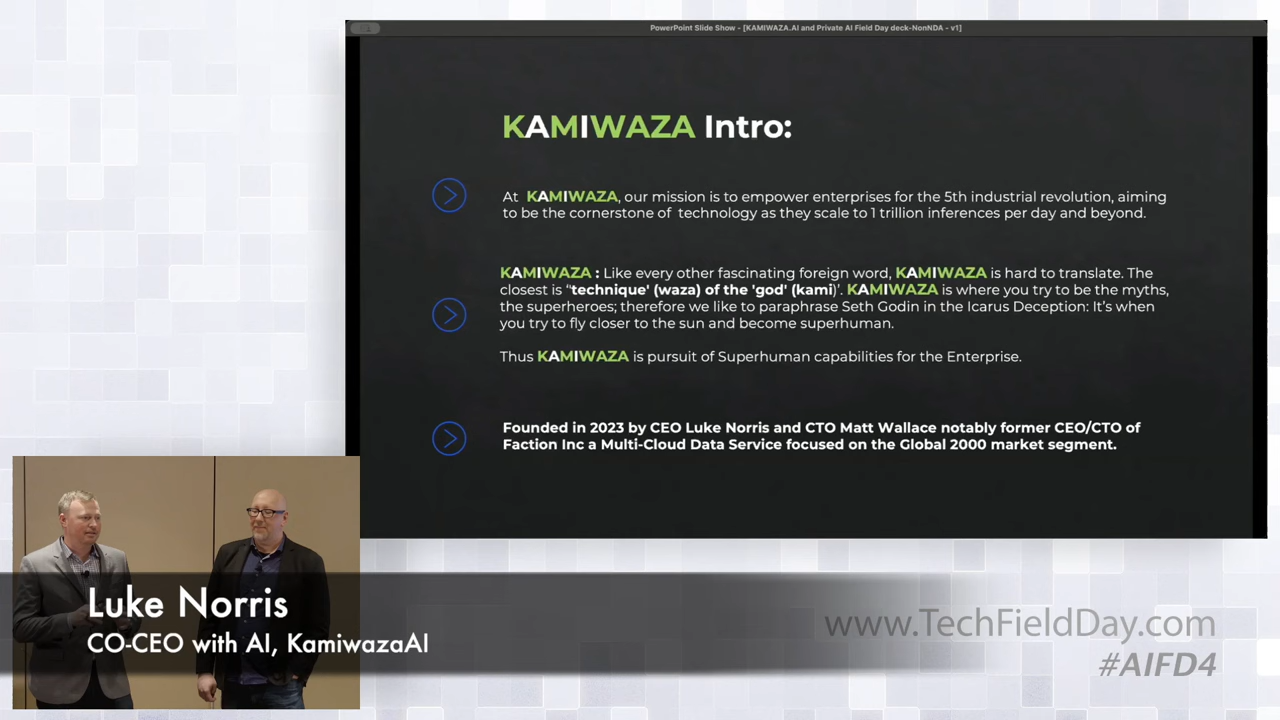 PowerPoint Slide Show - [KAMIWAZA.AI and Private AI Field Day deck-NonNDA - v1]
KAMIWAZA Intro:
At KAMIWAZA, our mission is to empower enterprises for the 5th industrial revolution, aiming
to be the cornerstone of technology as they scale to 1 trillion inferences per day and beyond.
KAMIWAZA : Like every other fascinating foreign word, KAMIWAZA is hard to translate. The
closest is “technique' (waza) of the 'god' (kami)’. KAMIWAZA is where you try to be the myths,
the superheroes; therefore we like to paraphrase Seth Godin in the Icarus Deception: It’s when
you try to fly closer to the sun and become superhuman.
Thus KAMIWAZA is pursuit of Superhuman capabilities for the Enterprise.
Founded in 2023 by CEO Luke Norris and CTO Matt Wallace notably former CEO/CTO of
Faction Inc a Multi-Cloud Data Service focused on the Global 2000 market segment.
Luke Norris
CO-CEO with AI, KamiwazaAI
www.TechFieldDay.com
#AIFD4